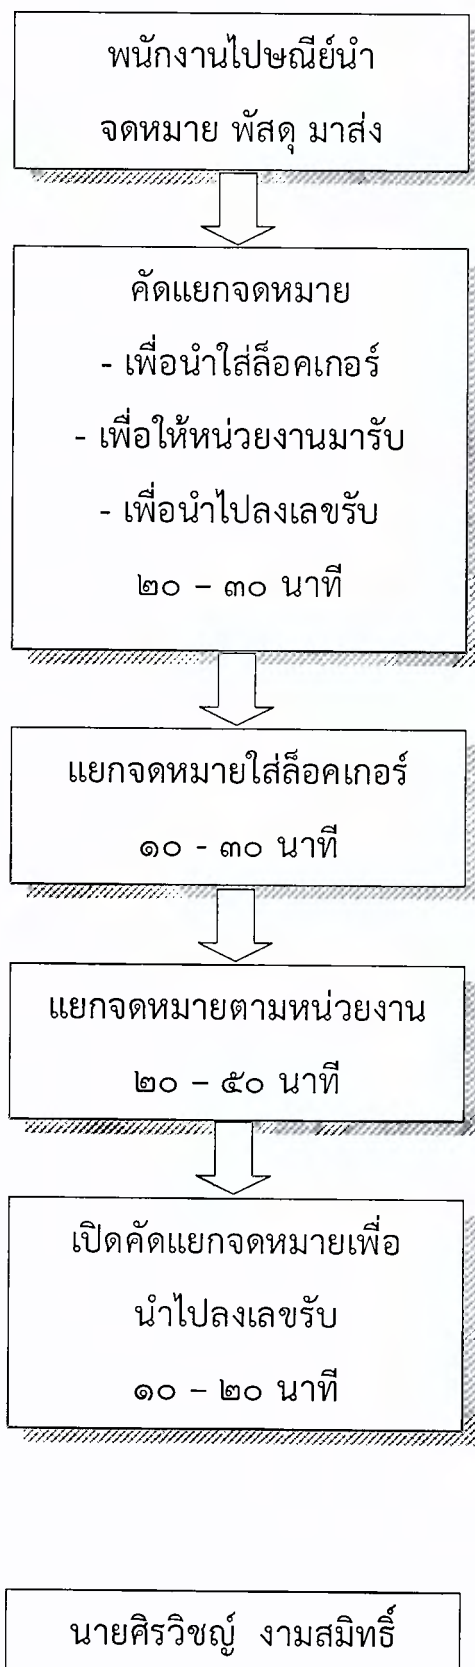 พนักงานไปษณีย์นำ
จดหมาย พัสดุ มาส่ง
คัดแยกจดหมาย
- เพื่อนำใส่ล็อคเกอร์
- เพื่อให้หน่วยงานมารับ
- เพื่อนำไปลงเลขรับ
๒๐ – ๓๐ นาที
แยกจดหมายใส่ล็อคเกอร์
๑๐ - ๓๐ นาที
แยกจดหมายตามหน่วยงาน
๒๐ – ๕๐ นาที
เปิดคัดแยกจดหมายเพื่อ
นำไปลงเลขรับ
๑๐ – ๒๐ นาที
นายศิรวิชญ์ งามสมิทธิ์